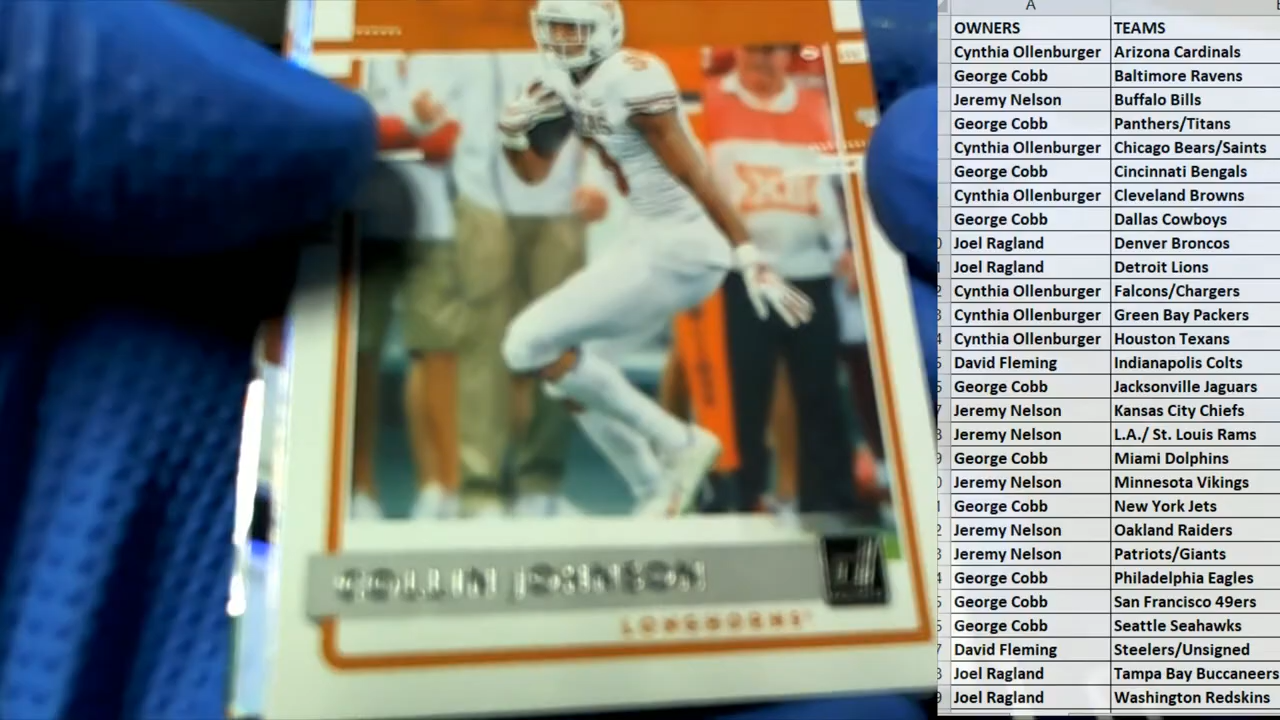 COLLIN JOHNSON
LONGHORNS
A
OWNERS TEAMS
Cynthia Ollenburger Arizona Cardinals
George Cobb Baltimore Ravens
Jeremy Nelson Buffalo Bills
George Cobb Panthers/Titans
Cynthia Ollenburger Chicago Bears/Saints
George Cobb Cincinnati Bengals
Cynthia Ollenburger Cleveland Browns
George Cobb Dallas Cowboys
Joel Ragland Denver Broncos
Joel Ragland Detroit Lions
Cynthia Ollenburger Falcons/Chargers
Cynthia Ollenburger Green Bay Packers
Cynthia Ollenburger Houston Texans
David Fleming Indianapolis Colts
George Cobb Jacksonville Jaguars
Jeremy Nelson Kansas City Chiefs
Jeremy Nelson L.A./ St. Louis Rams
George Cobb Miami Dolphins
Jeremy Nelson Minnesota Vikings
George Cobb New York Jets
Jeremy Nelson Oakland Raiders
Jeremy Nelson Patriots/Giants
George Cobb Philadelphia Eagles
George Cobb San Francisco 49ers
George Cobb Seattle Seahawks
David Fleming Steelers/Unsigned
Joel Ragland Tampa Bay Buccaneers
Joel Ragland Washington Redskins